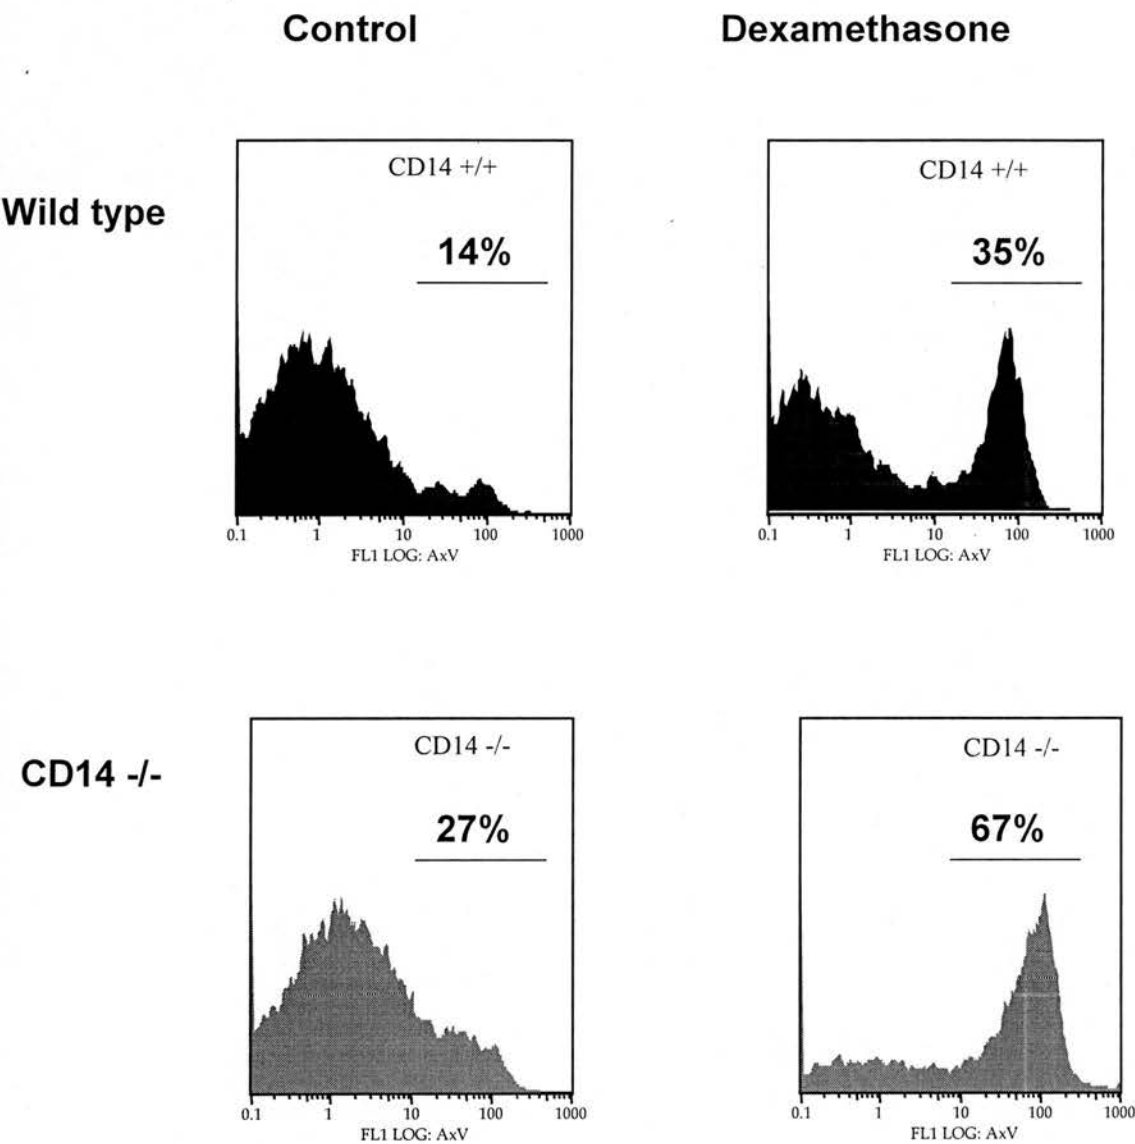 Control
Dexamethasone
Wild type
CD14 +/+
14%
0.1 1 10 100 1000
FL1 LOG: AxV
CD14 +/+
35%
0.1 1 10 100 1000
FL1 LOG: AxV
CD14 -/-
CD14 -/-
27%
0.1 1 10 100 1000
FL1 LOG: AxV
CD14 -/-
67%
0.1 1 10 100 1000
FL1 LOG: AxV